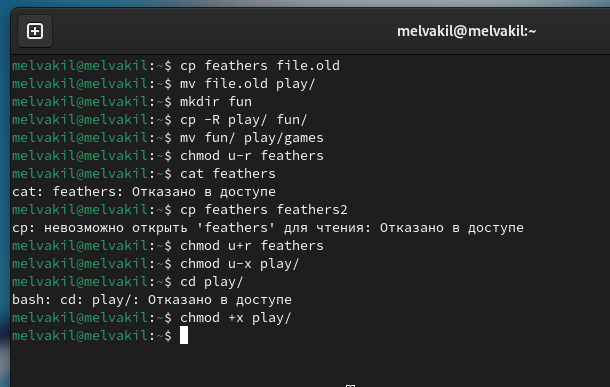 melvakil@melvakil:~
melvakil@melvakil:~$ cp feathers file.old
melvakil@melvakil:~$ mv file.old play/
melvakil@melvakil:~$ mkdir fun
melvakil@melvakil:~$ cp -R play/ fun/
melvakil@melvakil:~$ mv fun/ play/games
melvakil@melvakil:~$ chmod u-r feathers
melvakil@melvakil:~$ cat feathers
cat: feathers: Отказано в доступе
melvakil@melvakil:~$ cp feathers feathers2
cp: невозможно открыть 'feathers' для чтения: Отказано в доступе
melvakil@melvakil:~$ chmod u+r feathers
melvakil@melvakil:~$ chmod u-x play/
melvakil@melvakil:~$ cd play/
bash: cd: play/: Отказано в доступе
melvakil@melvakil:~$ chmod +x play/
melvakil@melvakil:~$